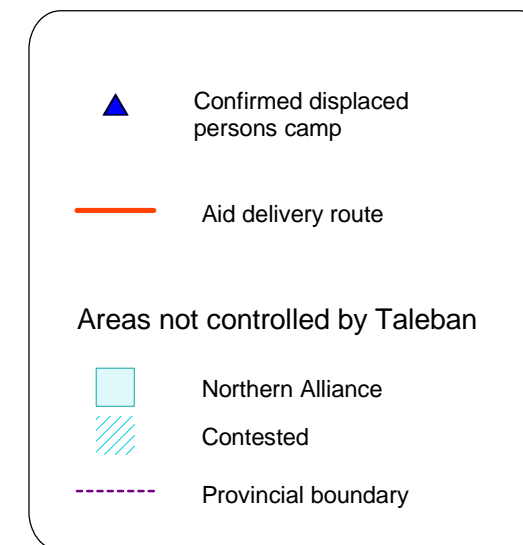 Confirmed displaced
persons camp
Aid delivery route
Areas not controlled by Taleban
Northern Alliance
Contested
Provincial boundary